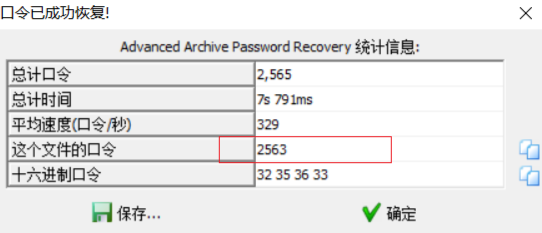 口令已成功恢复!
Advanced Archive Password Recovery 统计信息:
总计口令 2,565
总计时间 7s 791ms
平均速度(口令/秒) 329
这个文件的口令 2563
十六进制口令 32 35 36 33
保存... 确定